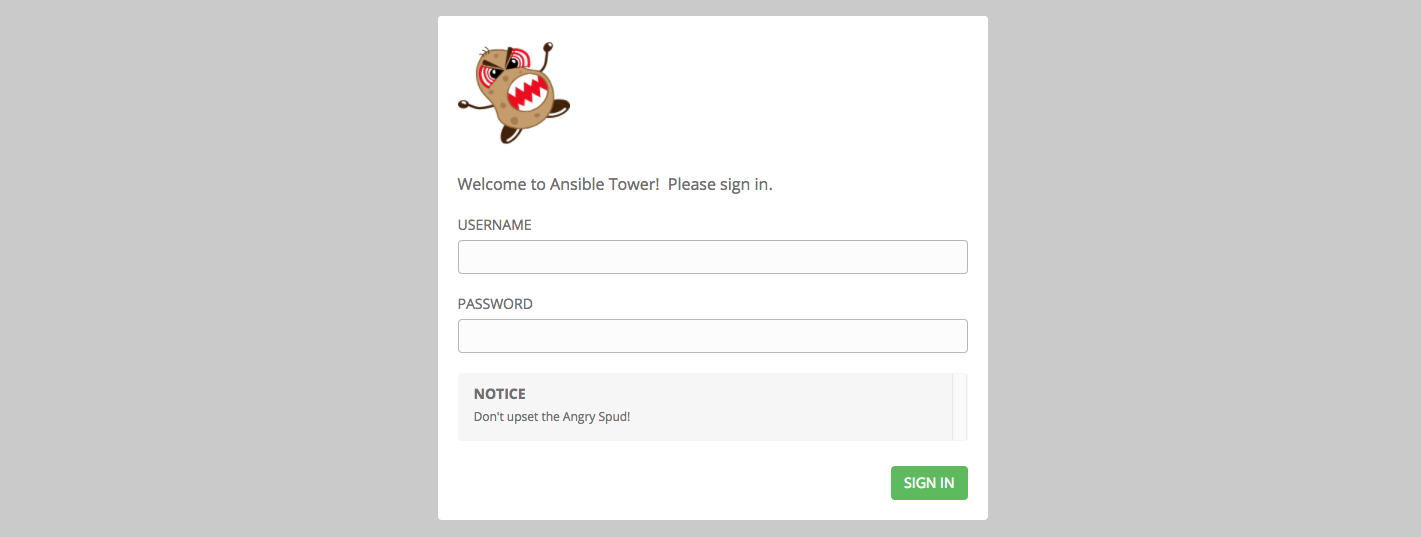 Welcome to Ansible Tower!  Please sign in.
USERNAME
PASSWORD
NOTICE
Don't upset the Angry Spud!
SIGN IN